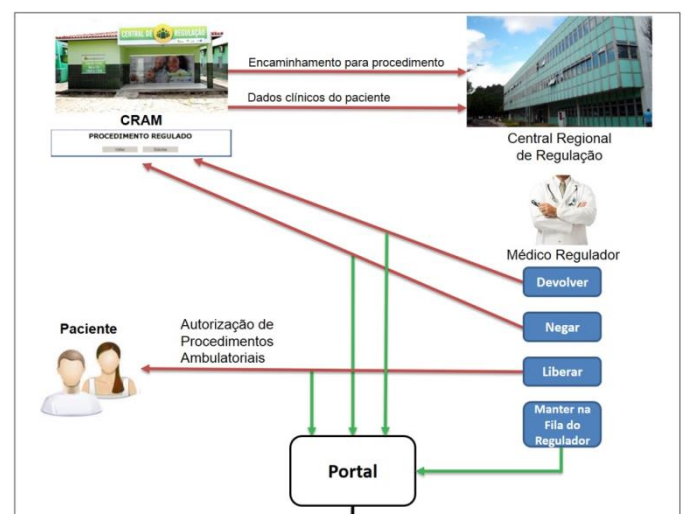 CENTRAL DE
REGULAÇÃO
Encaminhamento para procedimento
Dados clínicos do paciente
CRAM
PROCEDIMENTO REGULADO
Central Regional
de Regulação
Médico Regulador
Devolver
Negar
Paciente
Autorização de
Procedimentos
Ambulatoriais
Liberar
Manter na
Fila do
Regulador
Portal